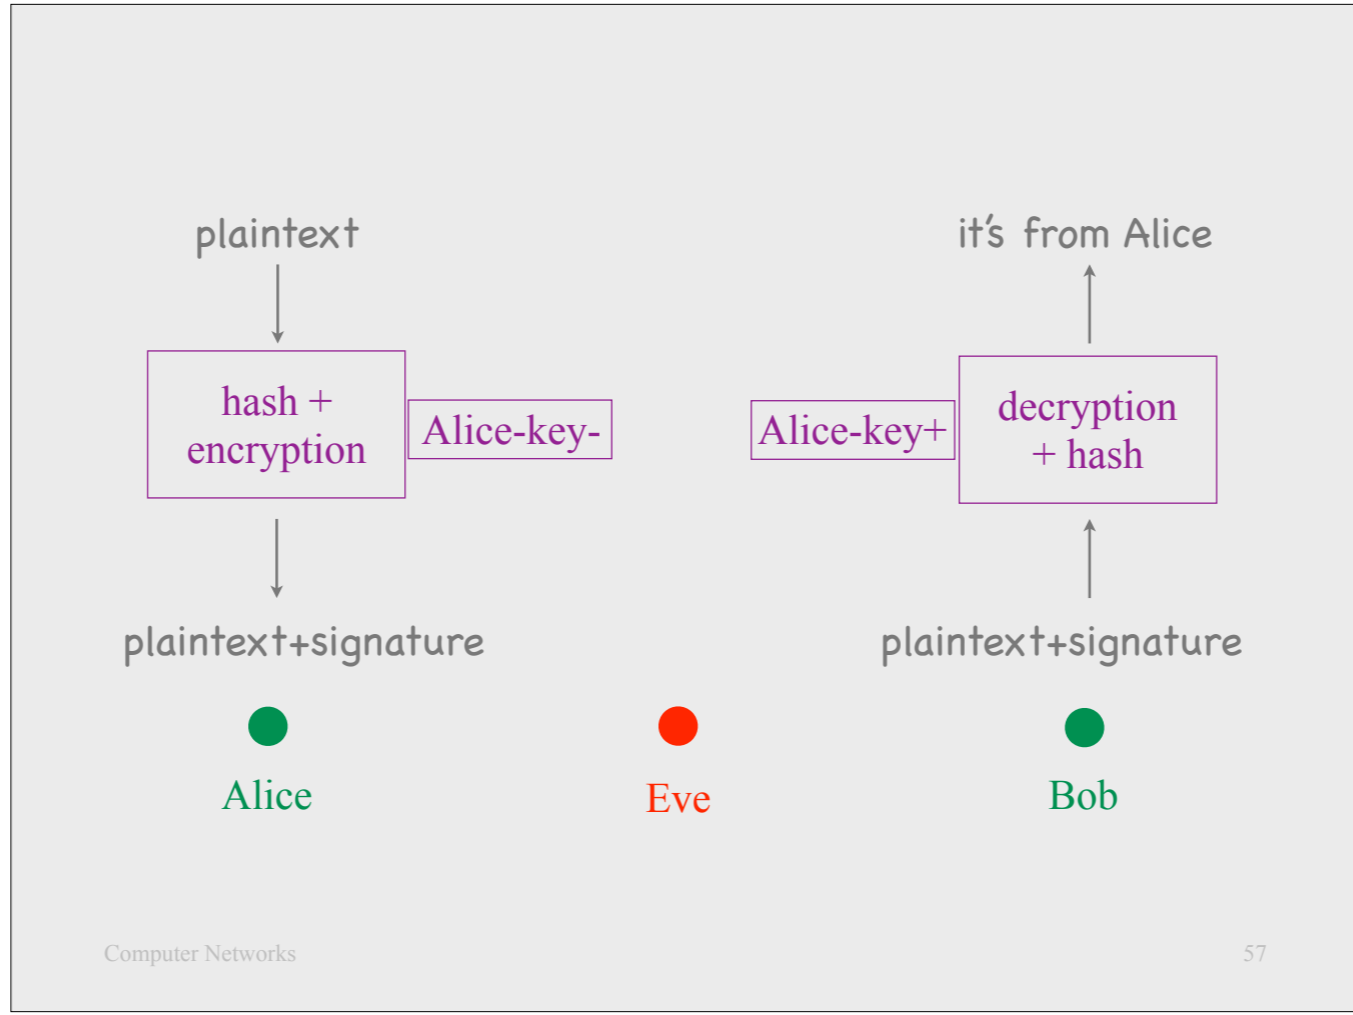 plaintext
it's from Alice
hash +
encryption
Alice-key-
Alice-key+
decryption
+ hash
plaintext+signature
plaintext+signature
Alice
Eve
Bob
Computer Networks
57